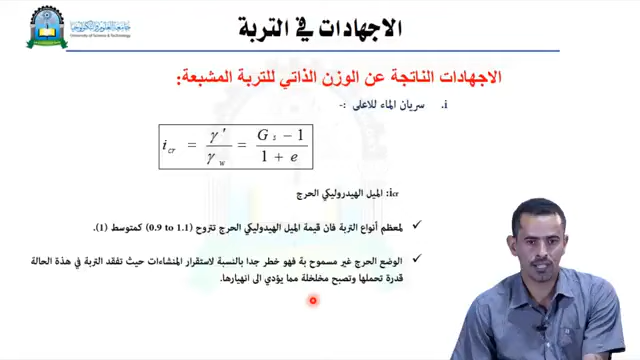 جامعة العلوم والتكنولوجيا
University of Science & Technology
الاجهادات في التربة
الاجهادات الناتجة عن الوزن الذاتي للتربة المشبعة:
i. سريان الماء للاعلى :-
i_cr = γ' / γ_w = (G_s − 1) / (1 + e)
icr: الميل الهيدروليكي الحرج
✓ لمعظم أنواع التربة فان قيمة الميل الهيدوليكي الحرج تتروح (0.9 to 1.1) كمتوسط (1).
✓ الوضع الحرج غير مسموح بة فهو خطر جدا بالنسبة لاستقرار المنشاءات حيث تفقد التربة في هذة الحالة
قدرة تحملها وتصبح مخلخلة مما يؤدي الى انهيارها.